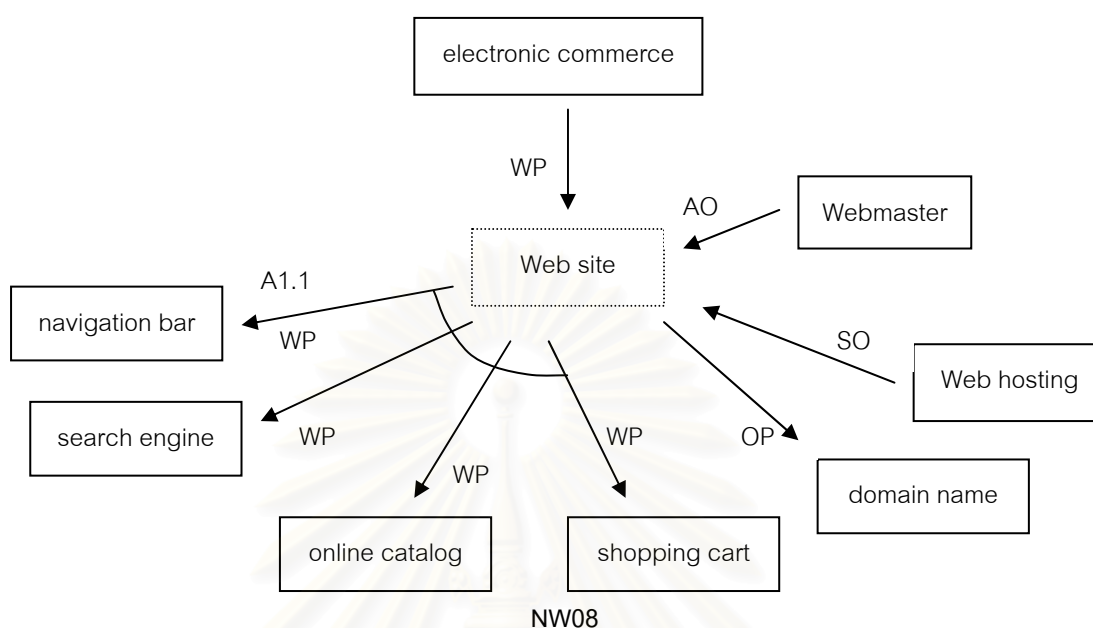 electronic commerce
WP
AO
Webmaster
Web site
A1.1
navigation bar
WP
SO
Web hosting
search engine
WP
WP
WP
OP
domain name
online catalog
shopping cart
NW08